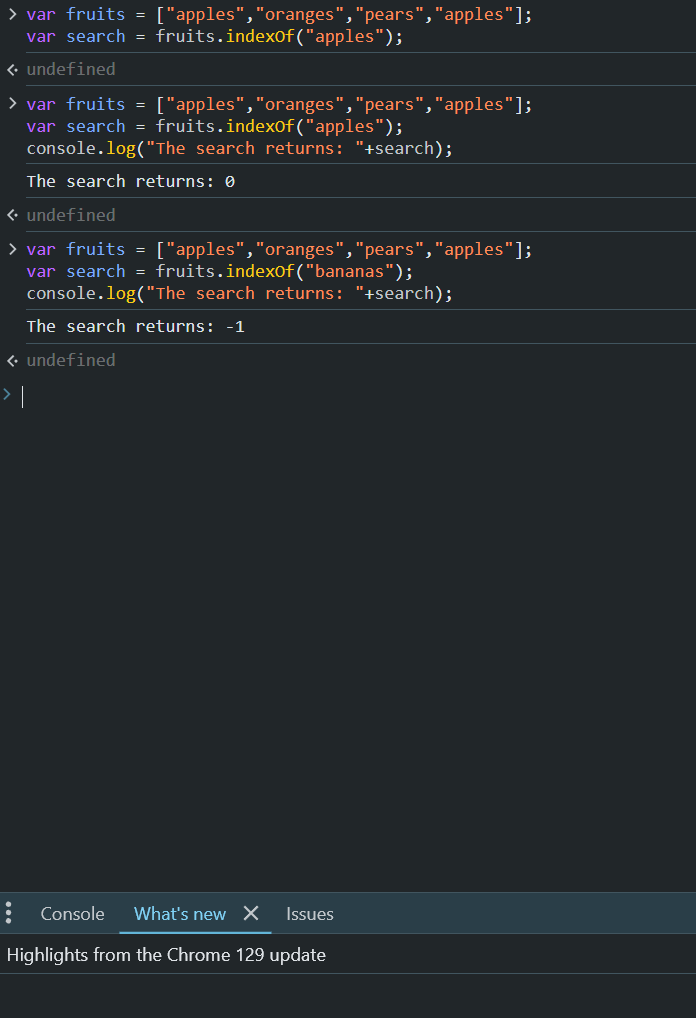 var fruits = ["apples","oranges","pears","apples"];
var search = fruits.indexOf("apples");
undefined
var fruits = ["apples","oranges","pears","apples"];
var search = fruits.indexOf("apples");
console.log("The search returns: "+search);
The search returns: 0
undefined
var fruits = ["apples","oranges","pears","apples"];
var search = fruits.indexOf("bananas");
console.log("The search returns: "+search);
The search returns: -1
undefined
Console What's new Issues
Highlights from the Chrome 129 update